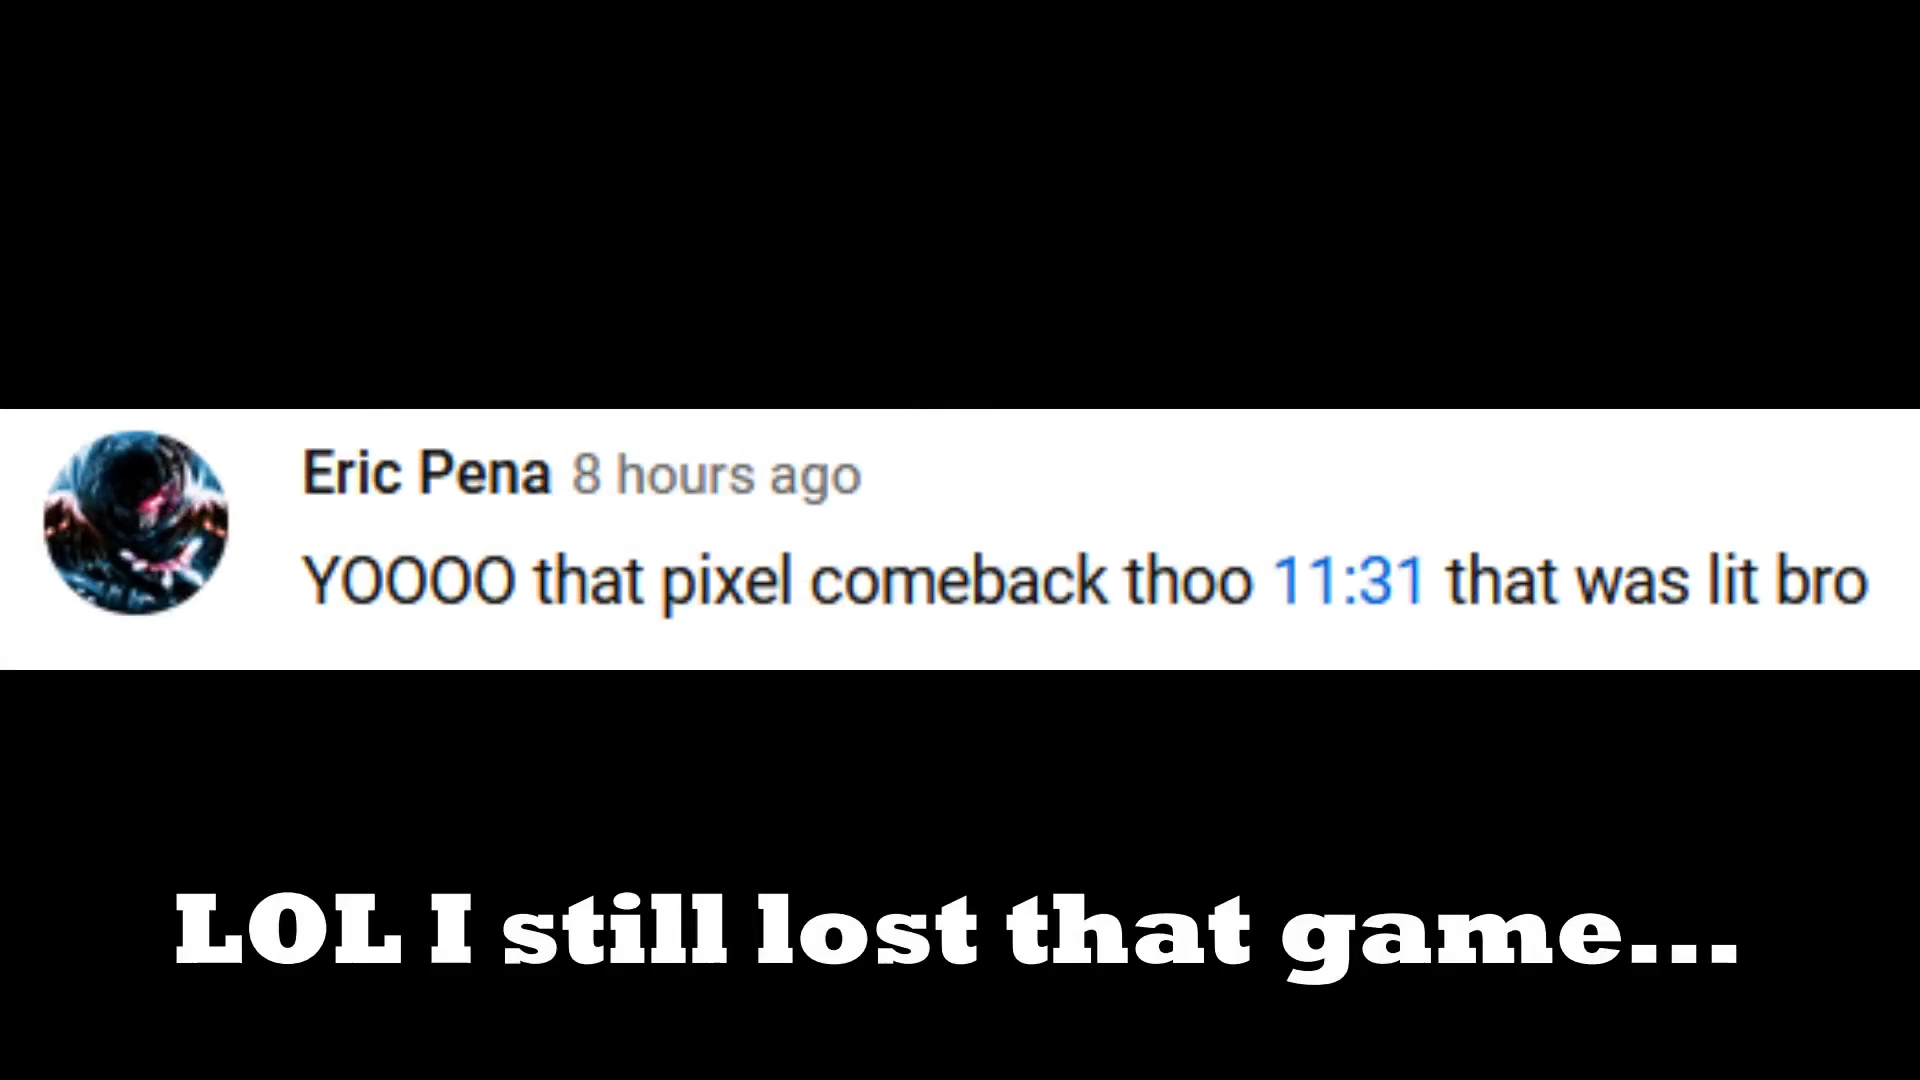 Eric Pena 8 hours ago
YOOOO that pixel comeback thoo 11:31 that was lit bro
LOL I still lost that game...